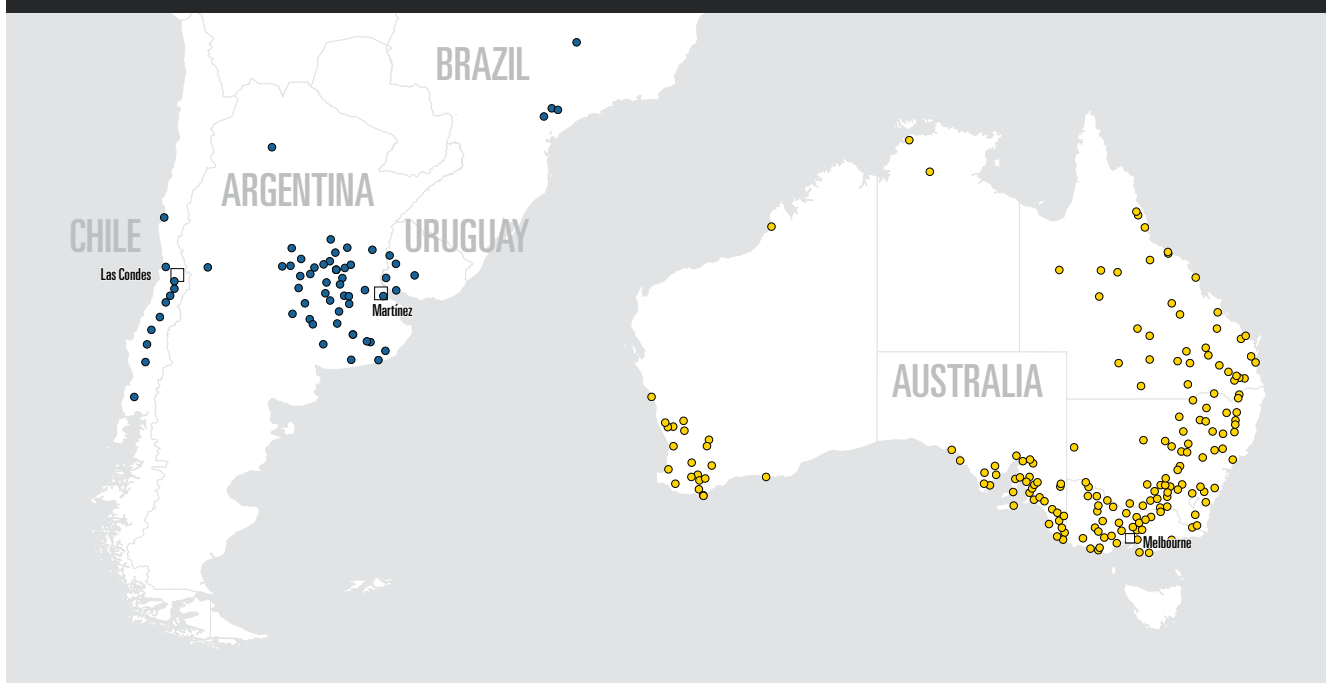 BRAZIL
ARGENTINA
CHILE
URUGUAY
Las Condes
Martínez
AUSTRALIA
Melbourne